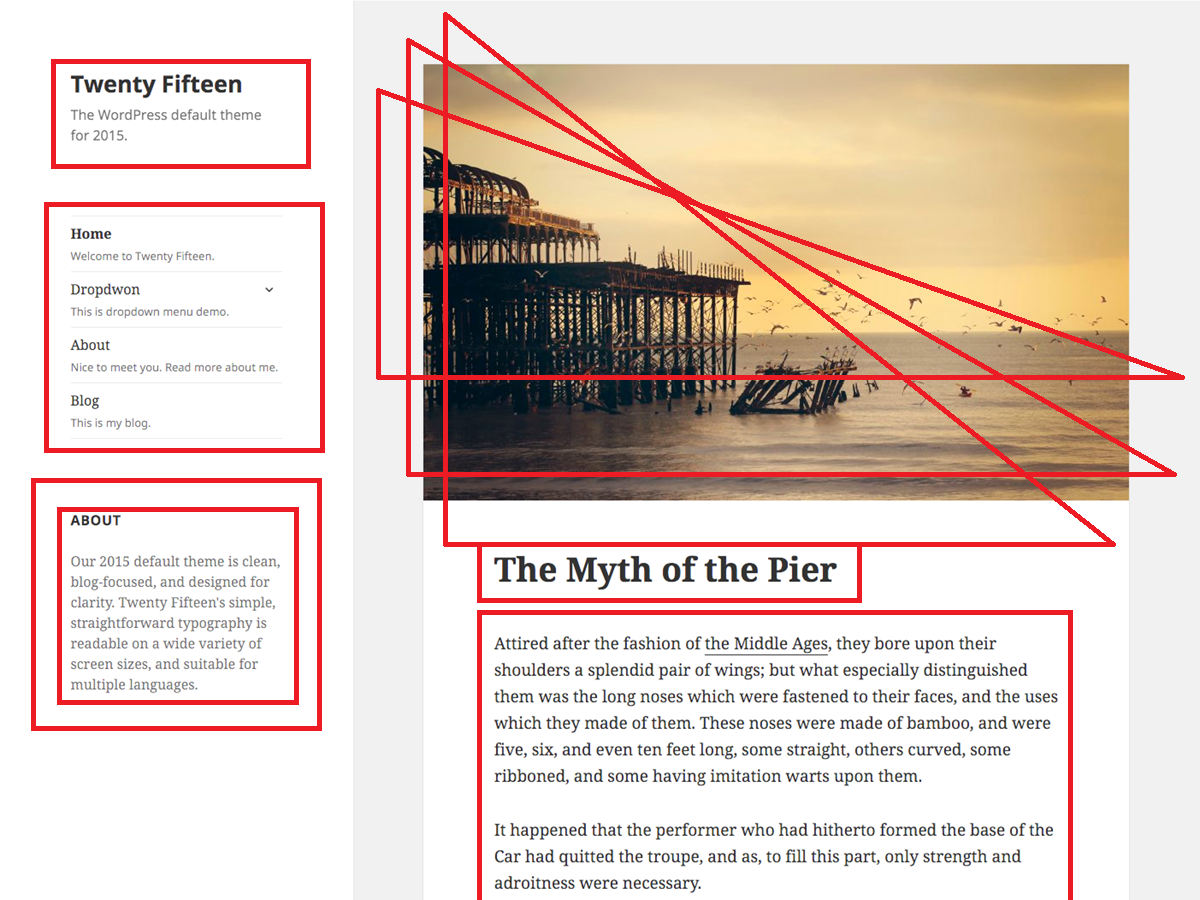 Twenty Fifteen
The WordPress default theme
for 2015.
Home
Welcome to Twenty Fifteen.
Dropdwon
This is dropdown menu demo.
About
Nice to meet you. Read more about me.
Blog
This is my blog.
ABOUT
Our 2015 default theme is clean,
blog-focused, and designed for
clarity. Twenty Fifteen's simple,
straightforward typography is
readable on a wide variety of
screen sizes, and suitable for
multiple languages.
The Myth of the Pier
Attired after the fashion of the Middle Ages, they bore upon their
shoulders a splendid pair of wings; but what especially distinguished
them was the long noses which were fastened to their faces, and the uses
which they made of them. These noses were made of bamboo, and were
five, six, and even ten feet long, some straight, others curved, some
ribboned, and some having imitation warts upon them.
It happened that the performer who had hitherto formed the base of the
Car had quitted the troupe, and as, to fill this part, only strength and
adroitness were necessary.